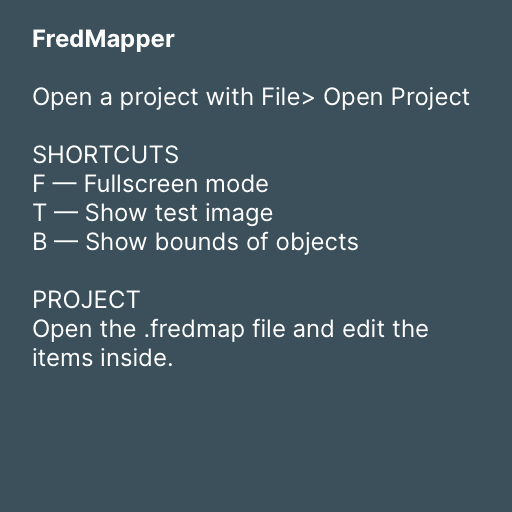 FredMapper
Open a project with File> Open Project
SHORTCUTS
F — Fullscreen mode
T — Show test image
B — Show bounds of objects
PROJECT
Open the .fredmap file and edit the
items inside.